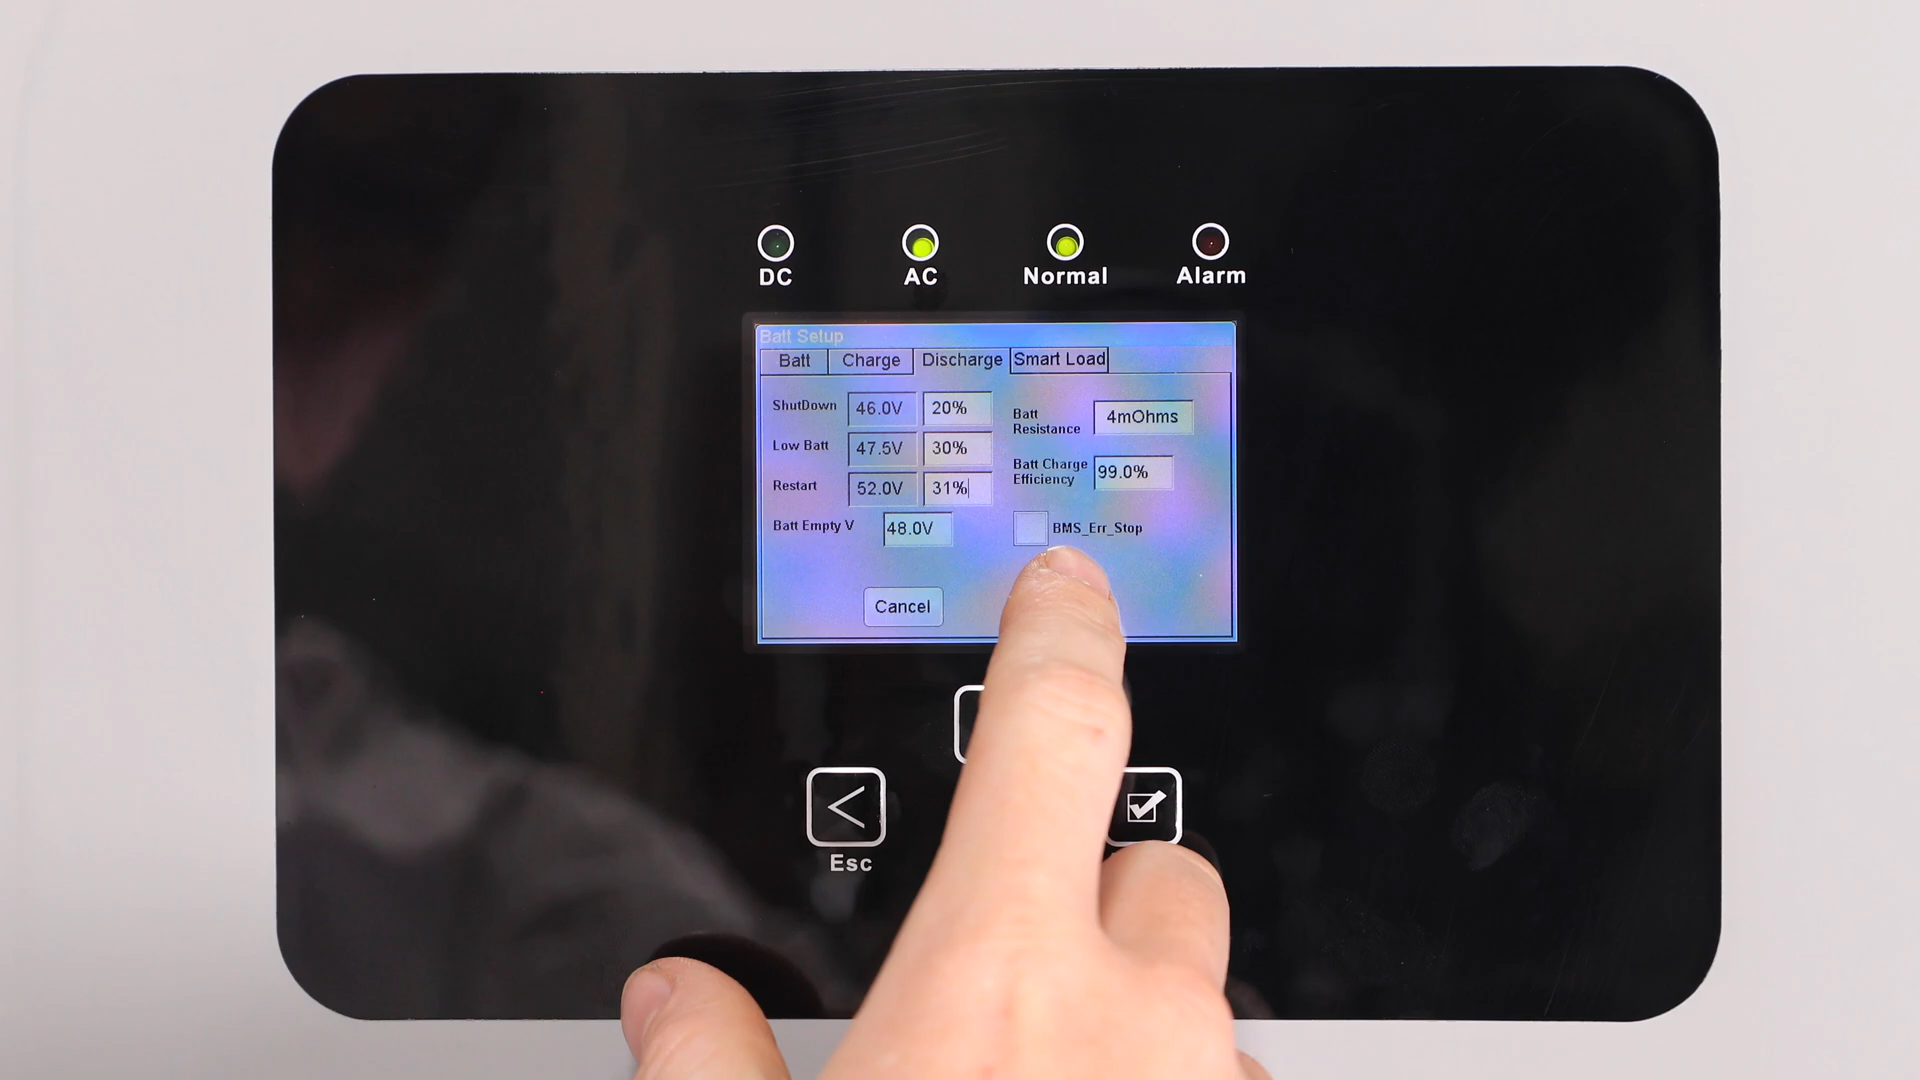 DC
AC
Normal
Alarm
Batt Setup
Batt
Charge
Discharge
Smart Load
ShutDown
46.0V
20%
Low Batt
47.5V
30%
Restart
52.0V
31%
Batt Empty V
48.0V
Batt
Resistance
4mOhms
Batt Charge
Efficiency
99.0%
BMS_Err_Stop
Cancel
Esc